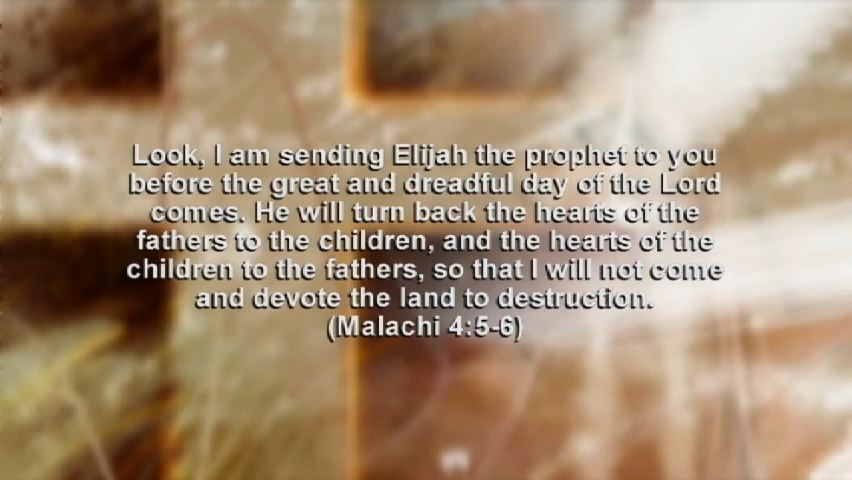 Look, I am sending Elijah the prophet to you
before the great and dreadful day of the Lord
comes. He will turn back the hearts of the
fathers to the children, and the hearts of the
children to the fathers, so that I will not come
and devote the land to destruction.
(Malachi 4:5-6)